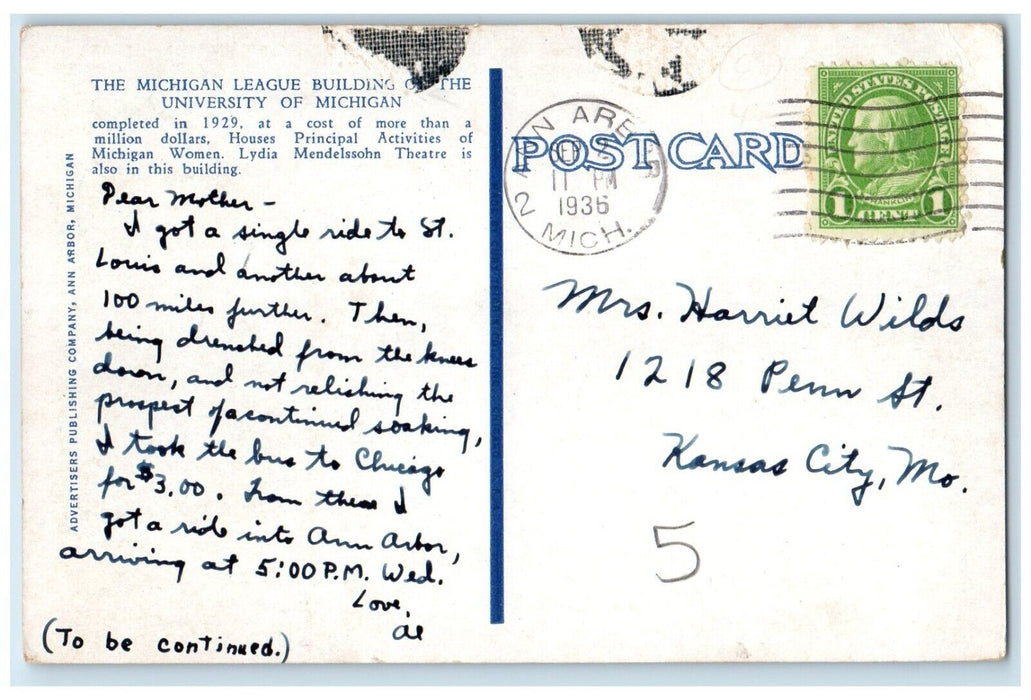 THE MICHIGAN LEAGUE BUILDING OF THE
UNIVERSITY OF MICHIGAN
completed in 1929, at a cost of more than a
million dollars, Houses Principal Activities of
Michigan Women. Lydia Mendelssohn Theatre is
also in this building.
ADVERTISERS PUBLISHING COMPANY, ANN ARBOR, MICHIGAN
Dear Mother -
I got a single ride to St.
Louis and another about
100 miles further. Then,
being drenched from the knees
down, and not relishing the
prospect of a continued soaking,
I took the bus to Chicago
for $3.00. From there I
got a ride into Ann Arbor,
arriving at 5:00 P.M. Wed.
Love,
Al
(To be continued.)
POST CARD
ANN ARBOR
SEP
11 PM
1936
2 MICH.
UNITED STATES POSTAGE
FRANKLIN
1 CENT 1
Mrs. Harriet Wilds
1218 Penn St.
Kansas City, Mo.
5